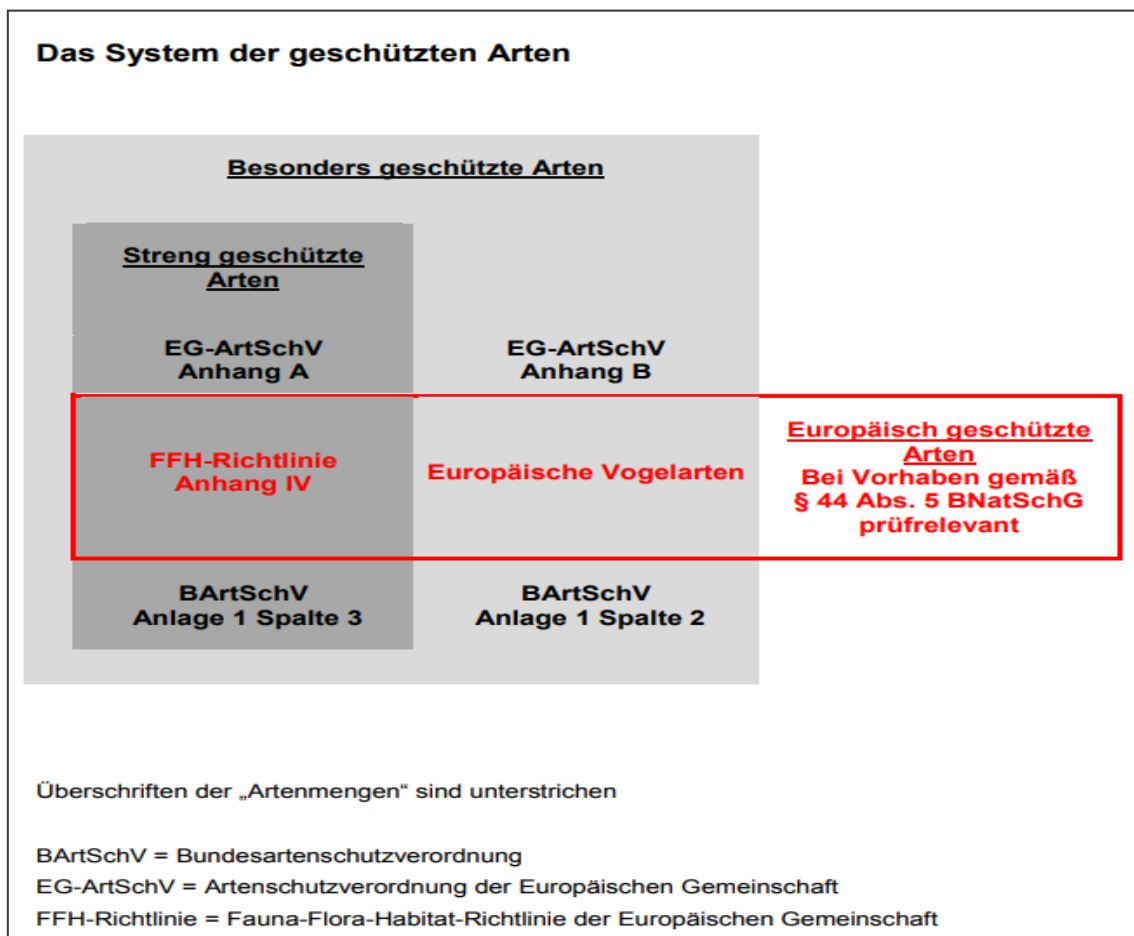 Das System der geschützten Arten
Besonders geschützte Arten
Streng geschützte
Arten
EG-ArtSchV
Anhang A
EG-ArtSchV
Anhang B
FFH-Richtlinie
Anhang IV
Europäische Vogelarten
Europäisch geschützte
Arten
Bei Vorhaben gemäß
§ 44 Abs. 5 BNatSchG
prüfrelevant
BArtSchV
Anlage 1 Spalte 3
BArtSchV
Anlage 1 Spalte 2
Überschriften der „Artenmengen“ sind unterstrichen
BArtSchV = Bundesartenschutzverordnung
EG-ArtSchV = Artenschutzverordnung der Europäischen Gemeinschaft
FFH-Richtlinie = Fauna-Flora-Habitat-Richtlinie der Europäischen Gemeinschaft